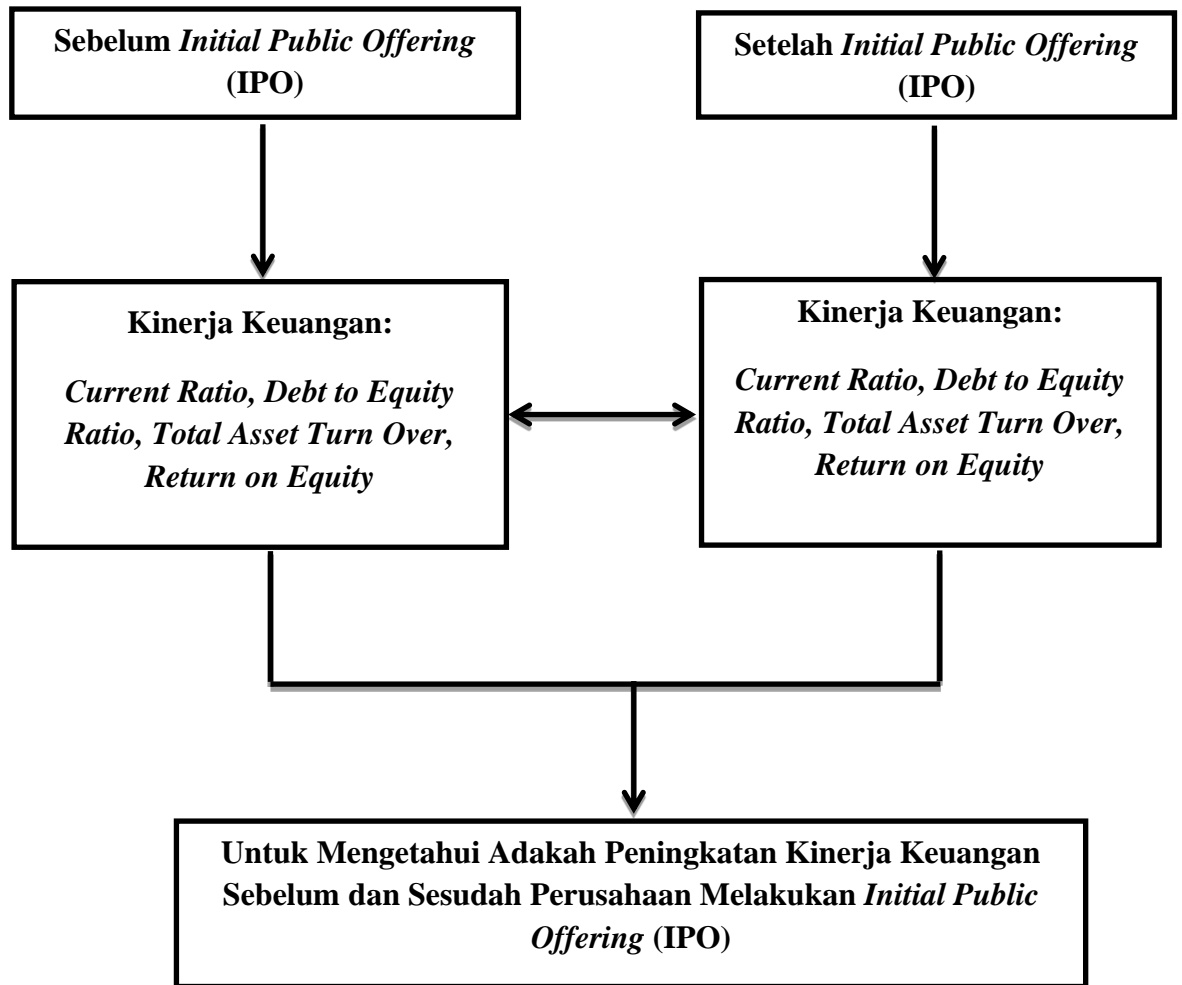 Sebelum Initial Public Offering
(IPO)
Setelah Initial Public Offering
(IPO)
Kinerja Keuangan:
Current Ratio, Debt to Equity
Ratio, Total Asset Turn Over,
Return on Equity
Kinerja Keuangan:
Current Ratio, Debt to Equity
Ratio, Total Asset Turn Over,
Return on Equity
Untuk Mengetahui Adakah Peningkatan Kinerja Keuangan
Sebelum dan Sesudah Perusahaan Melakukan Initial Public
Offering (IPO)